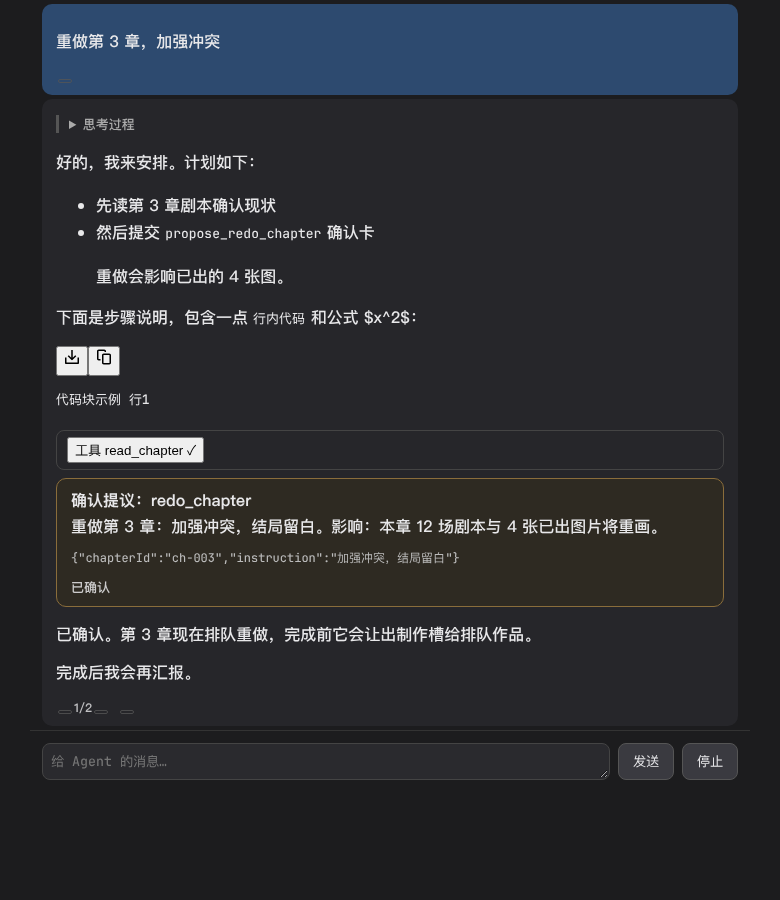 重做第 3 章，加强冲突
思考过程
好的，我来安排。计划如下：
先读第 3 章剧本确认现状
然后提交 propose_redo_chapter 确认卡
重做会影响已出的 4 张图。
下面是步骤说明，包含一点 行内代码 和公式 $x^2$：
代码块示例 行1
工具 read_chapter ✓
确认提议：redo_chapter
重做第 3 章：加强冲突，结局留白。影响：本章 12 场剧本与 4 张已出图片将重画。
{"chapterId":"ch-003","instruction":"加强冲突，结局留白"}
已确认
已确认。第 3 章现在排队重做，完成前它会让出制作槽给排队作品。
完成后我会再汇报。
1/2
给 Agent 的消息…
发送
停止